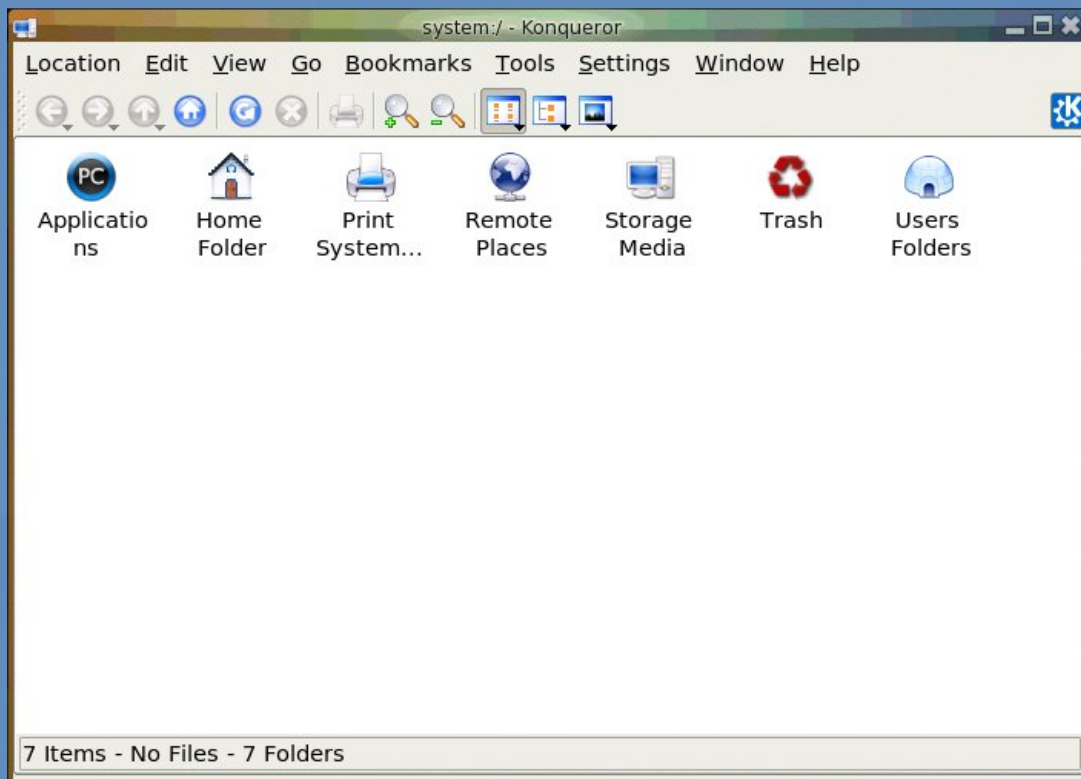 system:/ - Konqueror
Location Edit View Go Bookmarks Tools Settings Window Help
PC
Applicatio Home Print Remote Storage Trash Users
ns Folder System... Places Media Folders
7 Items - No Files - 7 Folders